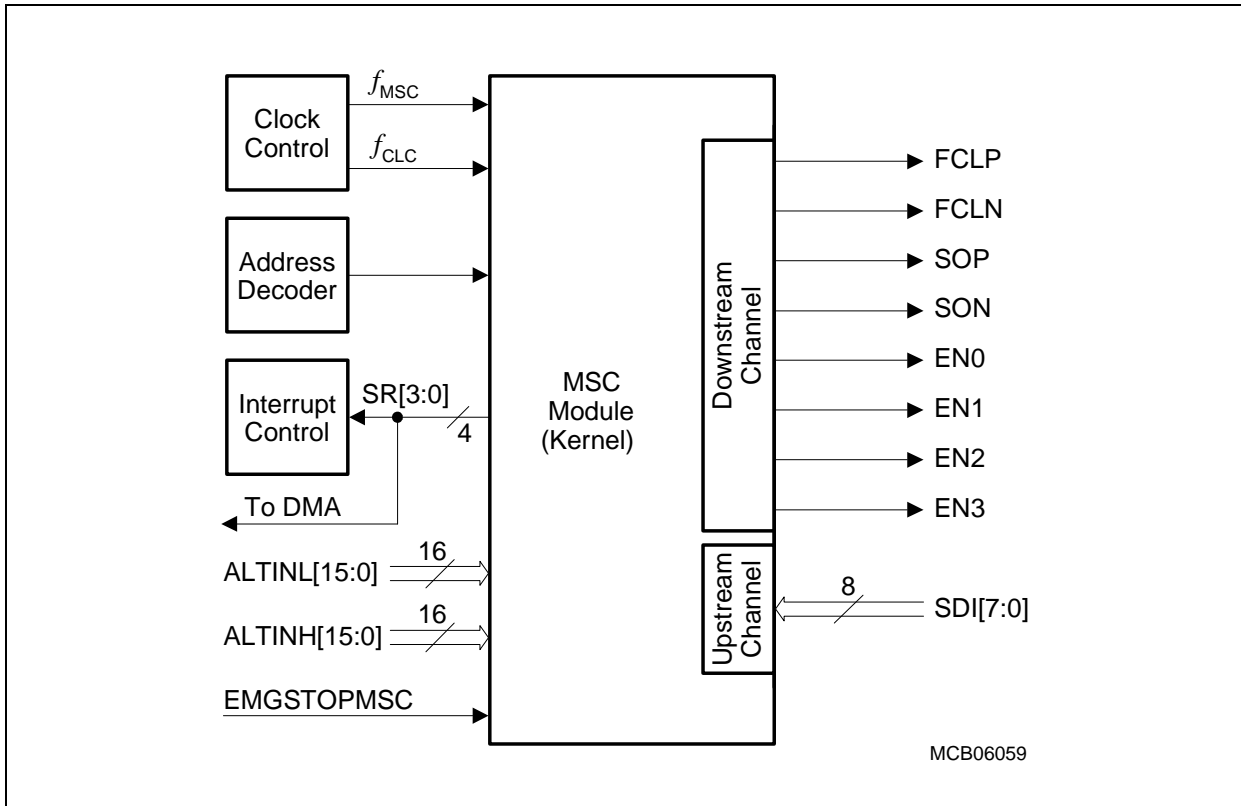 Clock
Control
fMSC
fCLC
Address
Decoder
Interrupt
Control
SR[3:0]
4
To DMA
ALTINL[15:0]
16
ALTINH[15:0]
16
EMGSTOPMSC
MSC
Module
(Kernel)
Downstream
Channel
Upstream
Channel
FCLP
FCLN
SOP
SON
EN0
EN1
EN2
EN3
8
SDI[7:0]
MCB06059